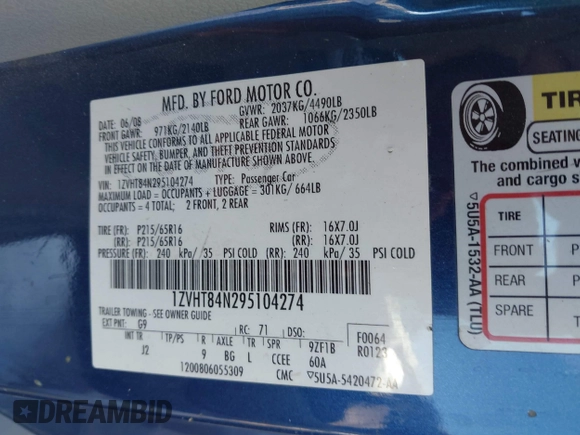 MFD. BY FORD MOTOR CO.
DATE: 06/08 GVWR: 2037KG/4490LB
FRONT GAWR: 971KG/2140LB REAR GAWR: 1066KG/2350LB
THIS VEHICLE CONFORMS TO ALL APPLICABLE FEDERAL MOTOR
VEHICLE SAFETY, BUMPER, AND THEFT PREVENTION STANDARDS
IN EFFECT ON THE DATE OF MANUFACTURE SHOWN ABOVE.
VIN: 1ZVHT84N295104274 TYPE: Passenger Car
MAXIMUM LOAD = OCCUPANTS + LUGGAGE = 301KG/ 664LB
OCCUPANTS = 4 TOTAL; 2 FRONT, 2 REAR
TIRE (F): P215/65R16 RIMS (FR): 16X7.0J
(RR): P215/65R16 (RR): 16X7.0J
PRESSURE (FR): 240 kPa/ 35 PSI COLD (RR): 240 kPa/ 35 PSI COLD
1ZVHT84N295104274
TRAILER TOWING - SEE OWNER GUIDE
EXT PNT: G9 RC: 71 DSO: F0064
R0123
INT TR TP/PS R AXLE TR SPR 9ZF1B
J2 9 BG L CCEE 60A
1200806055309 CMC ▽5U5A-5420472-AA
TIR
SEATING
The combined w
and cargo s
TIRE
FRONT P
REAR P
SPARE T
▽5U5A-1532-AA (TLU)
DREAMBID